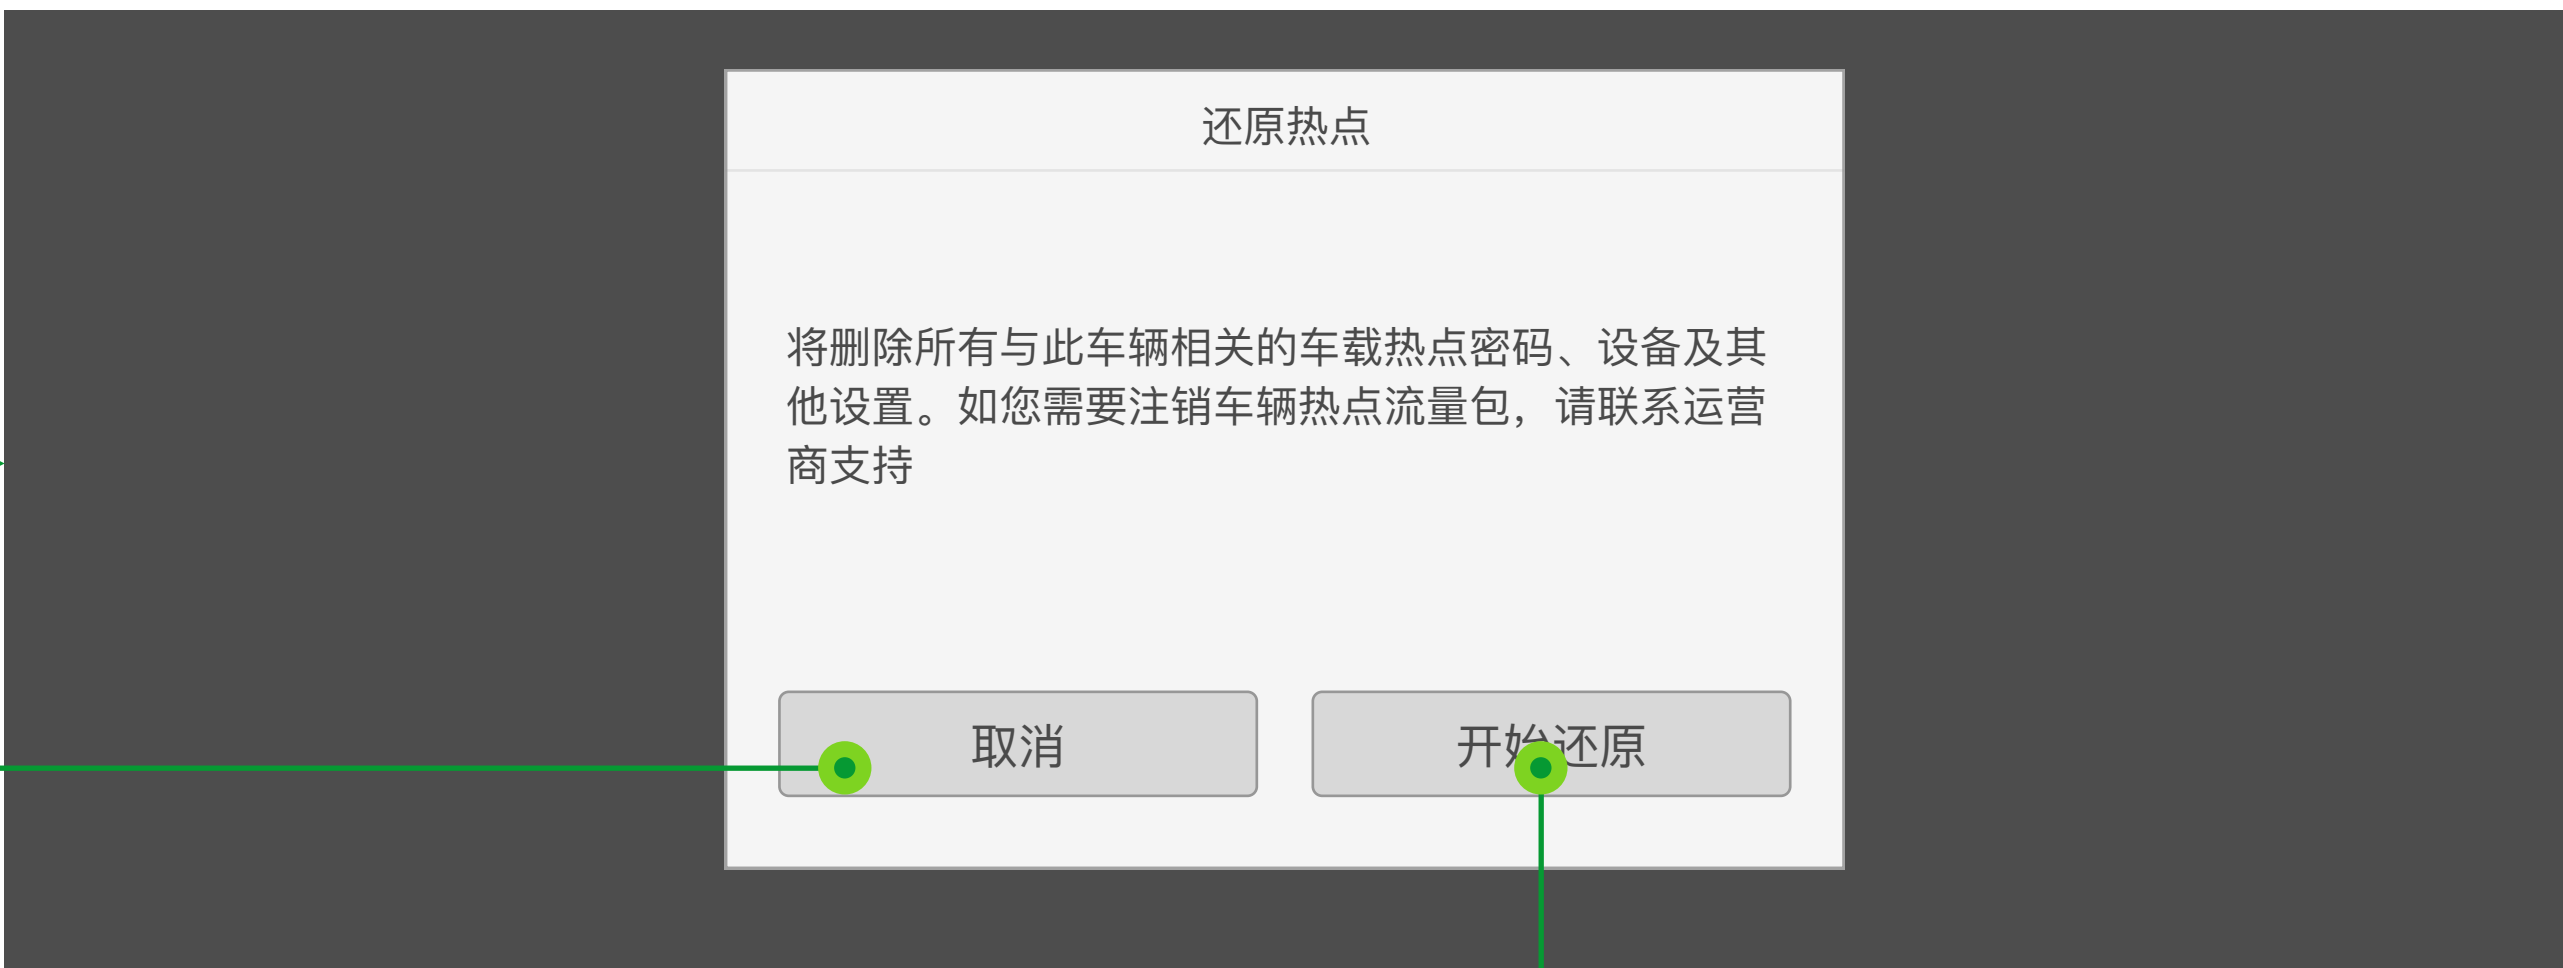 还原热点
将删除所有与此车辆相关的车载热点密码、设备及其
他设置。如您需要注销车辆热点流量包，请联系运营
商支持
取消
开始还原